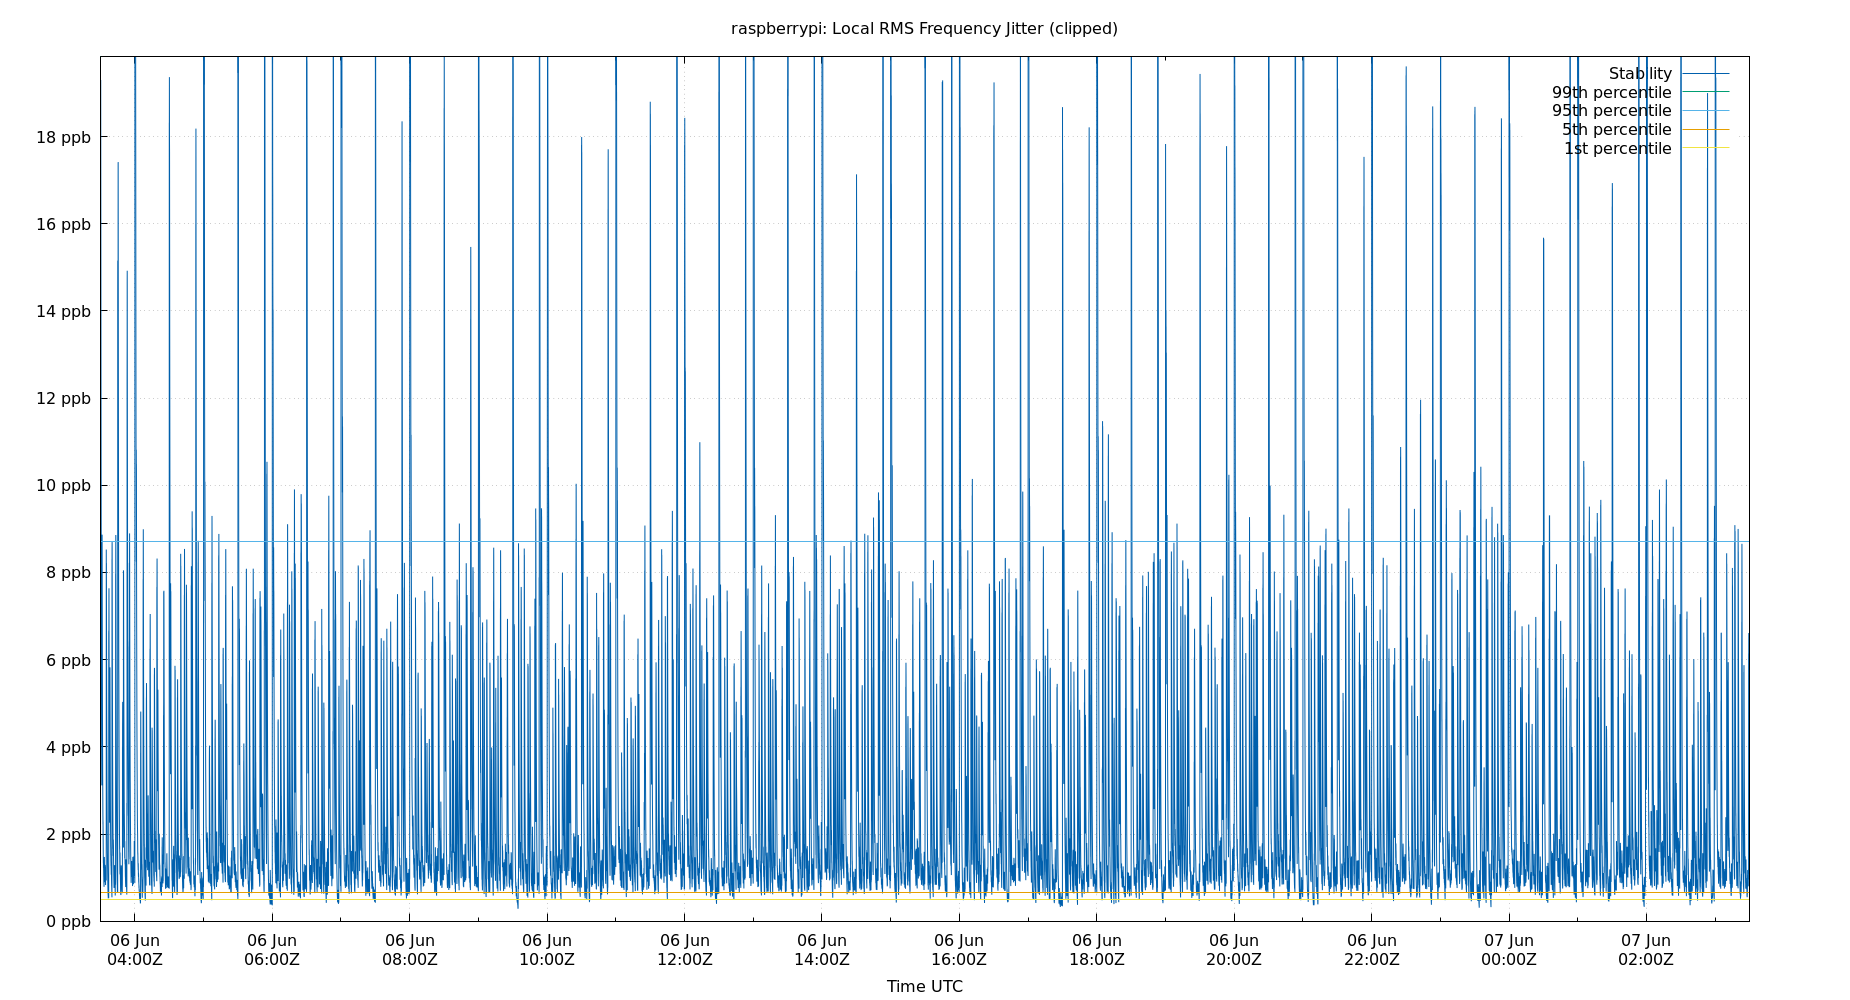 raspberrypi: Local RMS Frequency Jitter (clipped)
Stability
99th percentile
95th percentile
5th percentile
1st percentile
18 ppb
16 ppb
14 ppb
12 ppb
10 ppb
8 ppb
6 ppb
4 ppb
2 ppb
0 ppb
06 Jun 06 Jun 06 Jun 06 Jun 06 Jun 06 Jun 06 Jun 06 Jun 06 Jun 06 Jun 07 Jun 07 Jun
04:00Z 06:00Z 08:00Z 10:00Z 12:00Z 14:00Z 16:00Z 18:00Z 20:00Z 22:00Z 00:00Z 02:00Z
Time UTC